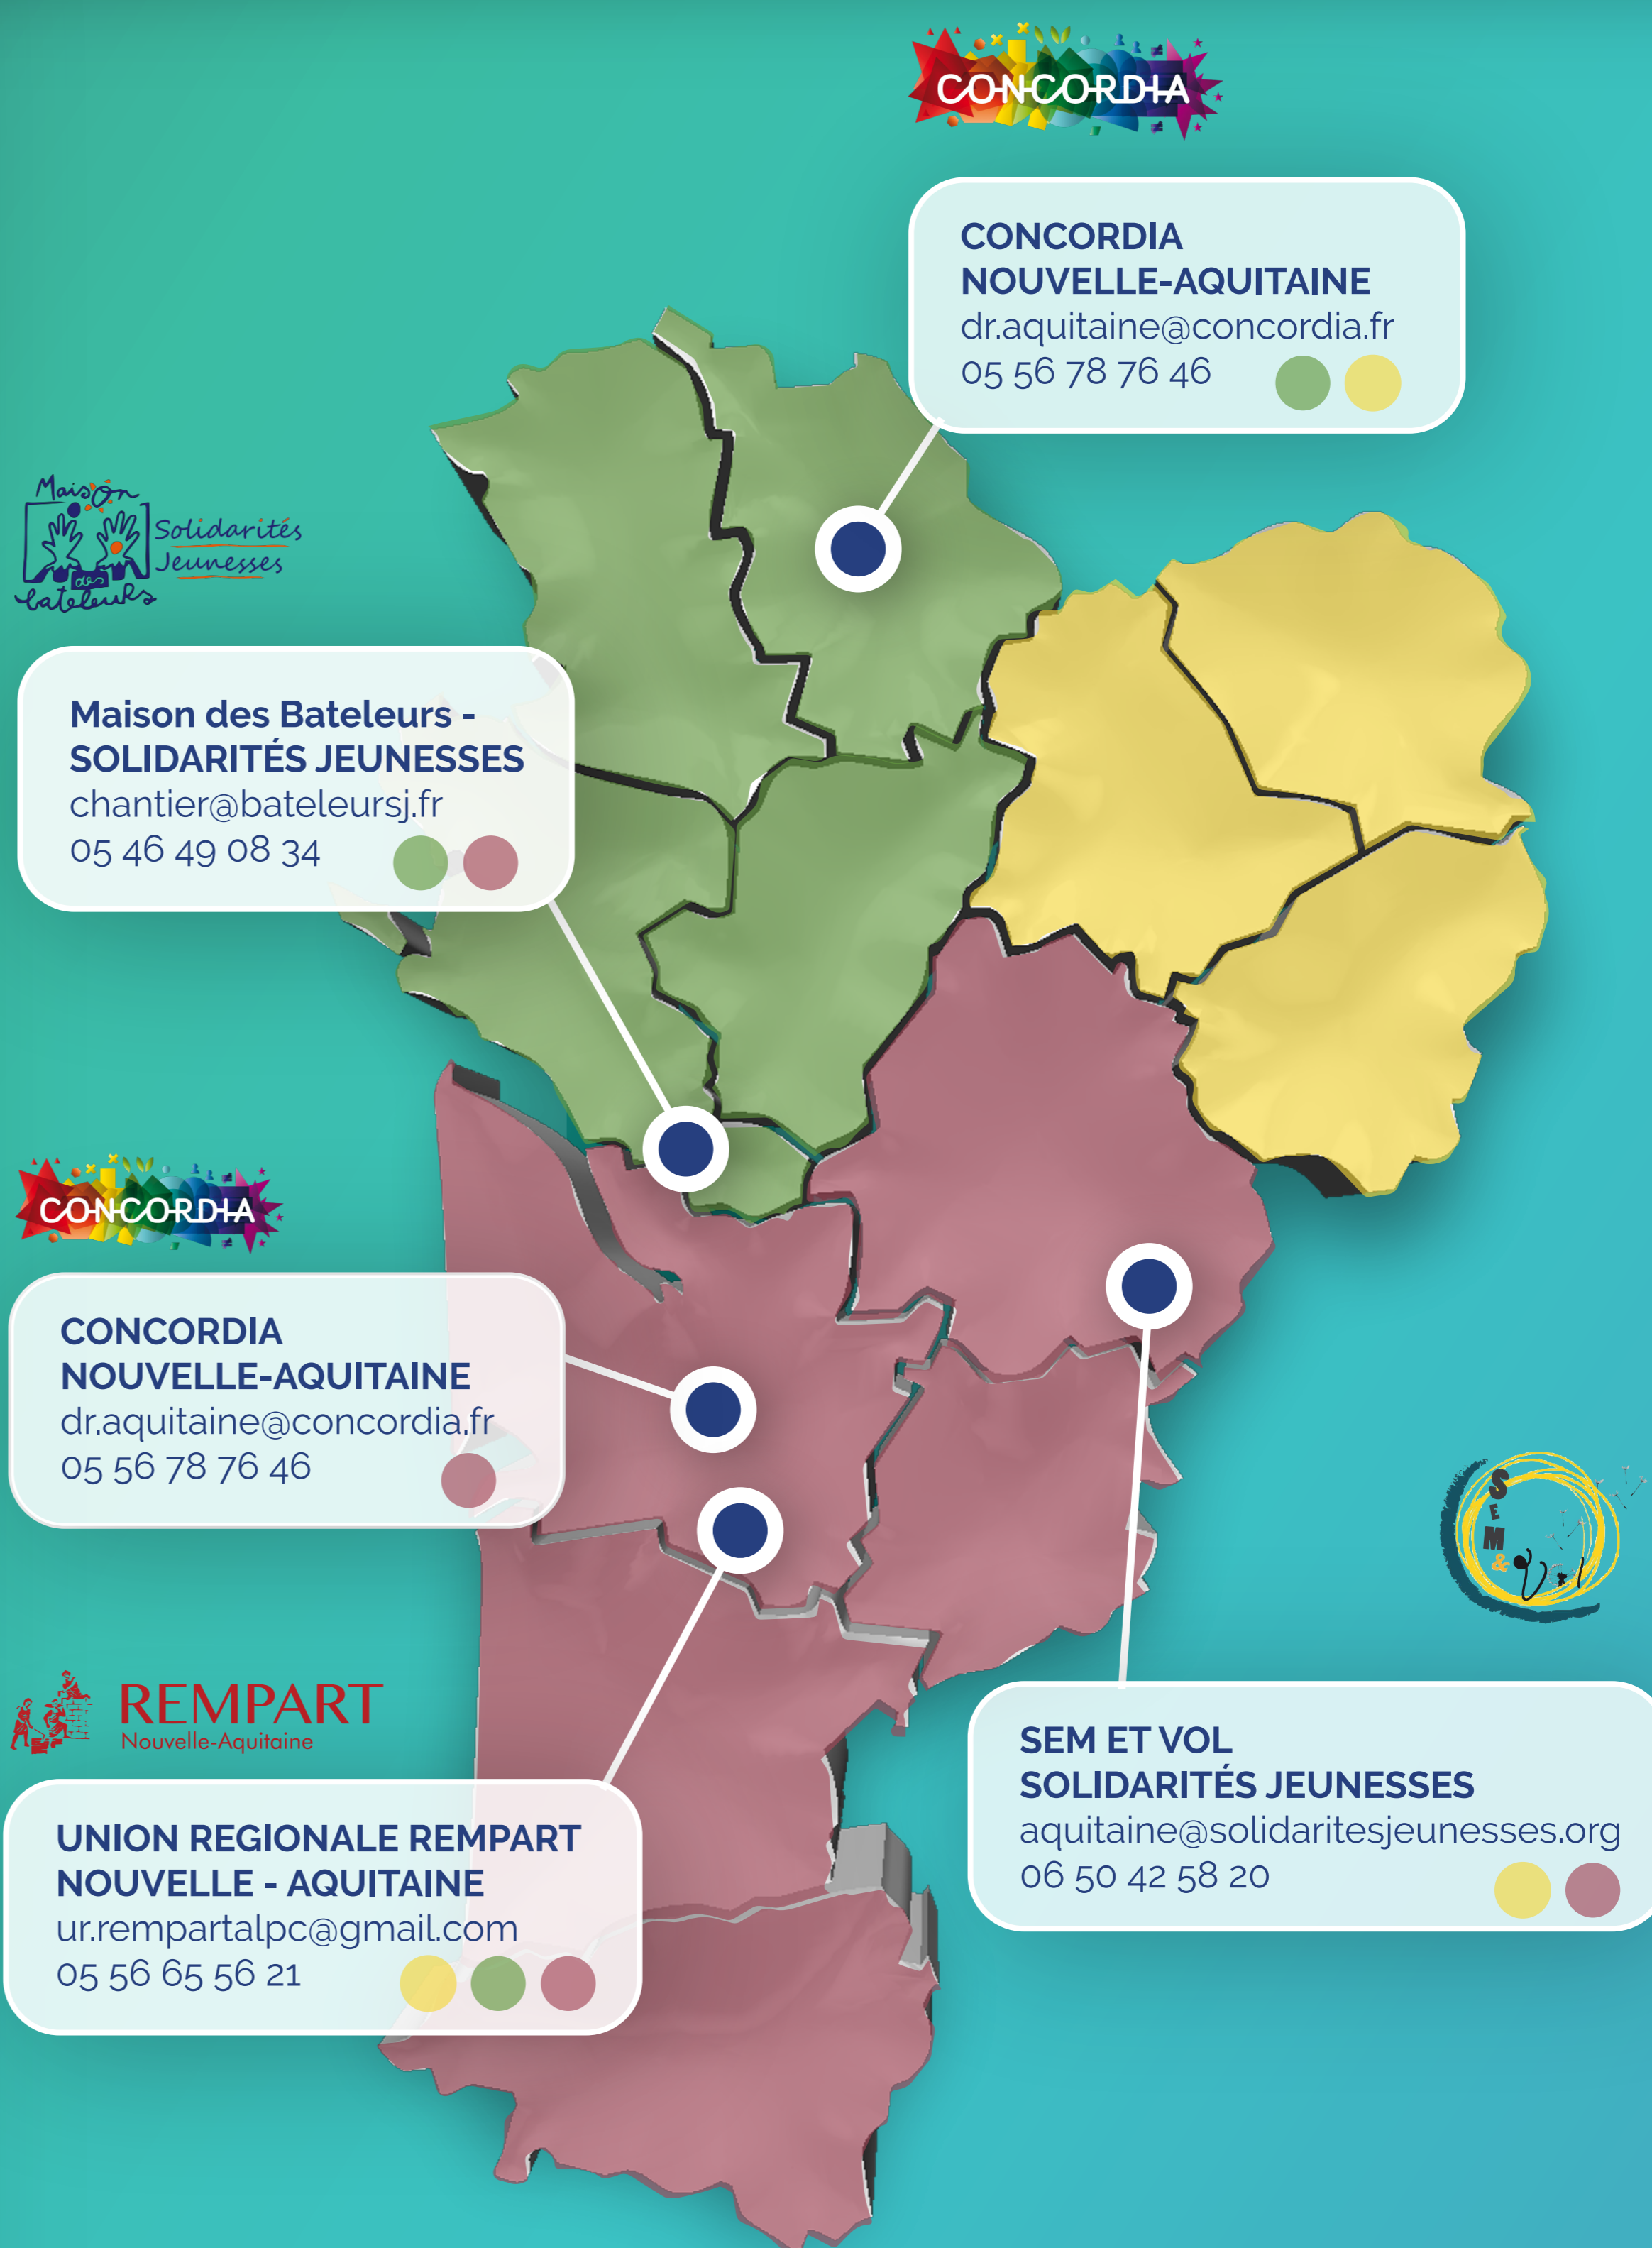 CONCORDIA
CONCORDIA
NOUVELLE-AQUITAINE
dr.aquitaine@concordia.fr
05 56 78 76 46
Maison
des
bateleurs
Solidarités
Jeunesses
Maison des Bateleurs -
SOLIDARITÉS JEUNESSES
chantier@bateleursj.fr
05 46 49 08 34
CONCORDIA
CONCORDIA
NOUVELLE-AQUITAINE
dr.aquitaine@concordia.fr
05 56 78 76 46
SEM
& Vol
REMPART
Nouvelle-Aquitaine
UNION REGIONALE REMPART
NOUVELLE - AQUITAINE
ur.rempartalpc@gmail.com
05 56 65 56 21
SEM ET VOL
SOLIDARITÉS JEUNESSES
aquitaine@solidaritesjeunesses.org
06 50 42 58 20